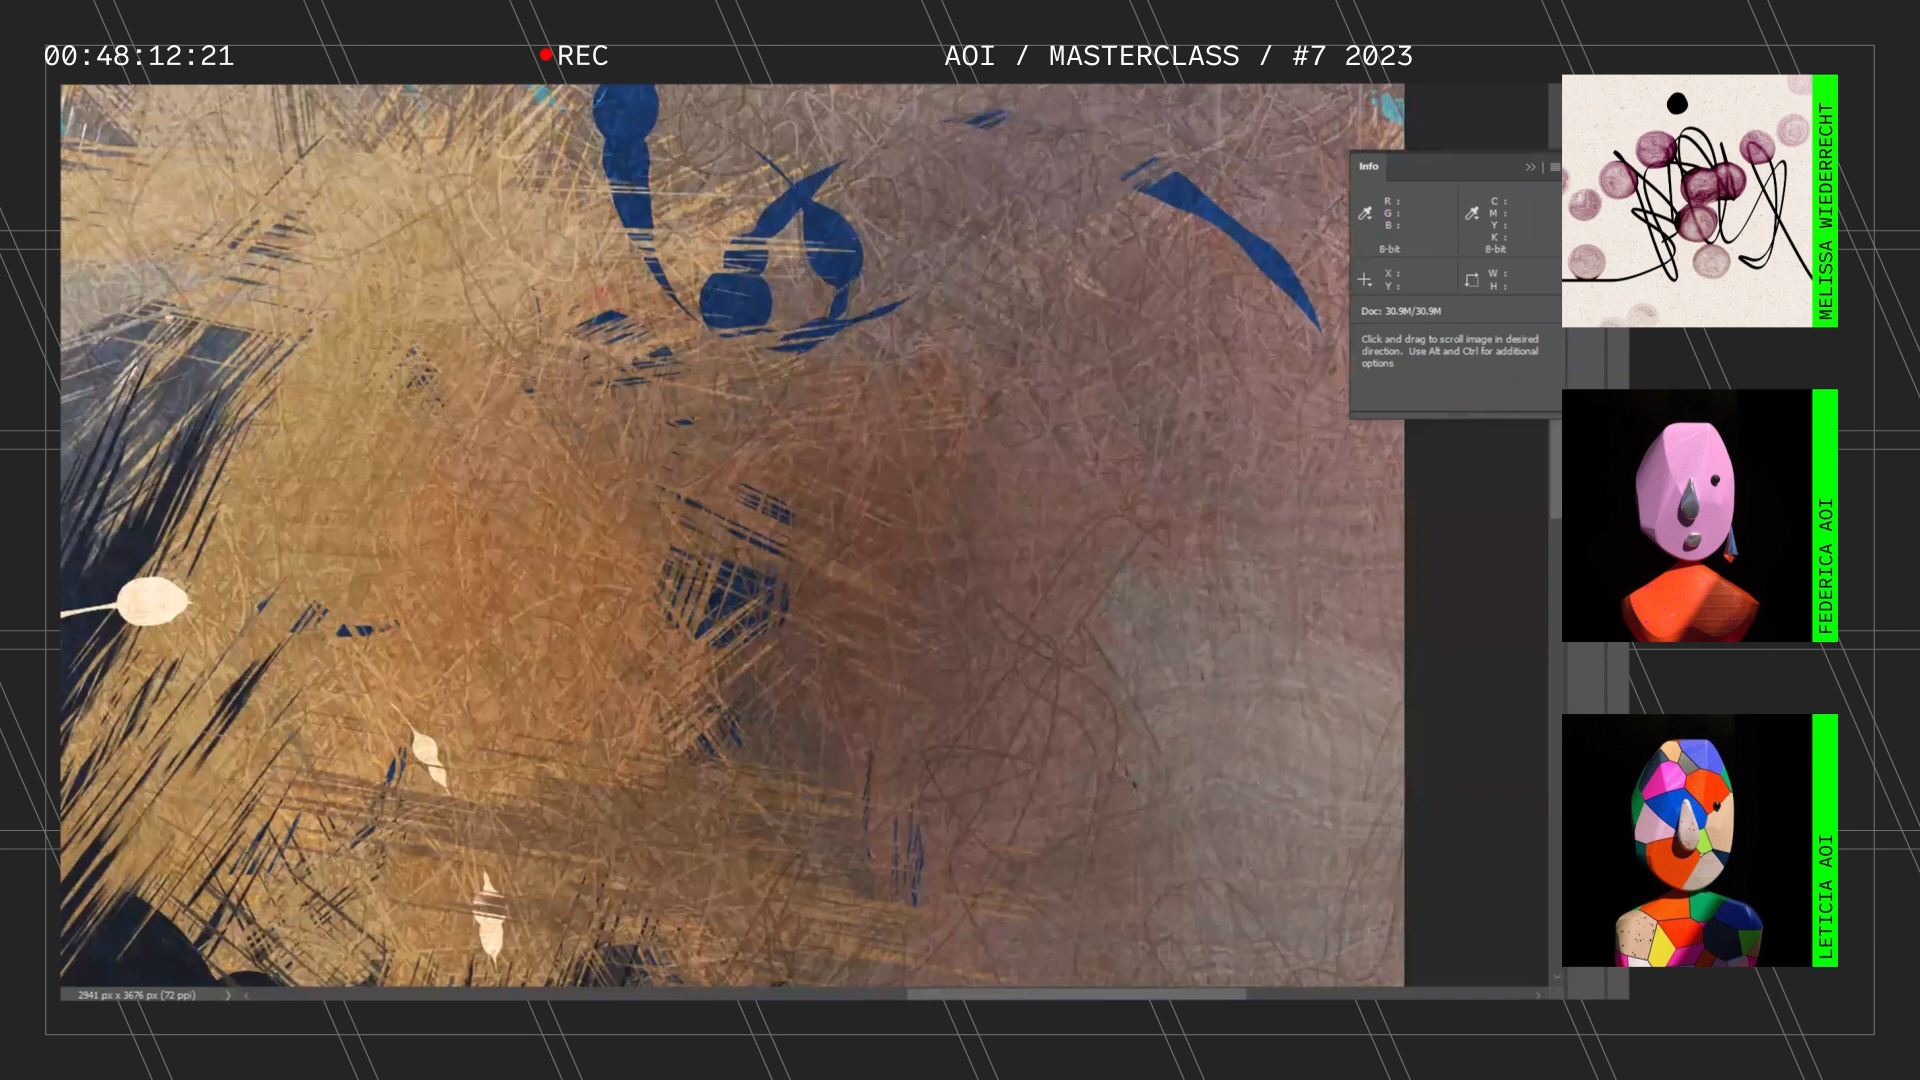 00:48:12:21
REC
AOI / MASTERCLASS / #7 2023
Info
R :
G :
B :
8-bit
C :
M :
Y :
K :
8-bit
X :
Y :
W :
H :
Doc: 30.9M/30.9M
Click and drag to scroll image in desired
direction. Use Alt and Ctrl for additional
options
2941 px x 3676 px (72 ppi)
MELISSA WIEDERRECHT
FEDERICA AOI
LETICIA AOI